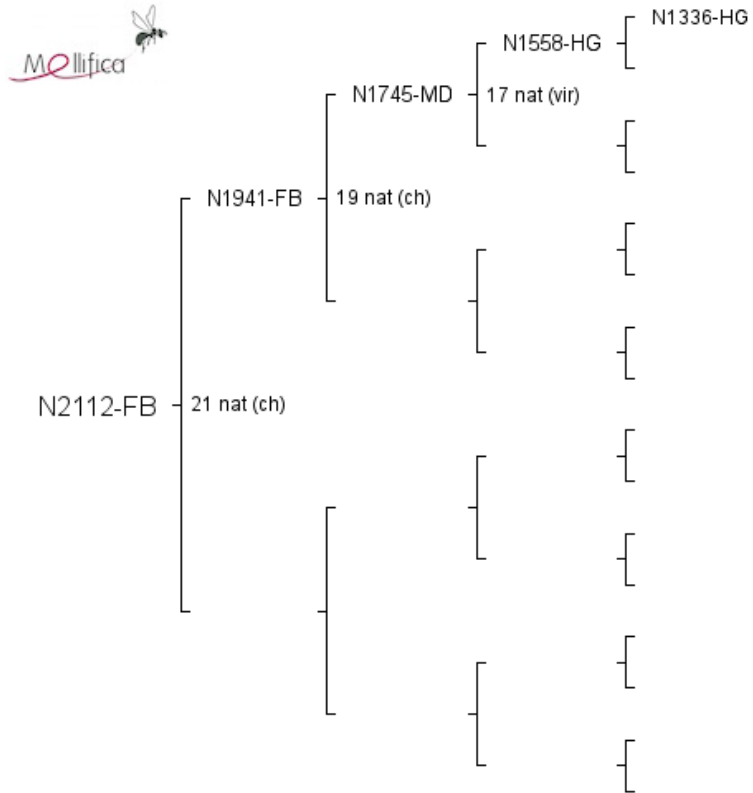 Mellifica
N1336-HG
N1558-HG
N1745-MD 17 nat (vir)
N1941-FB 19 nat (ch)
N2112-FB 21 nat (ch)